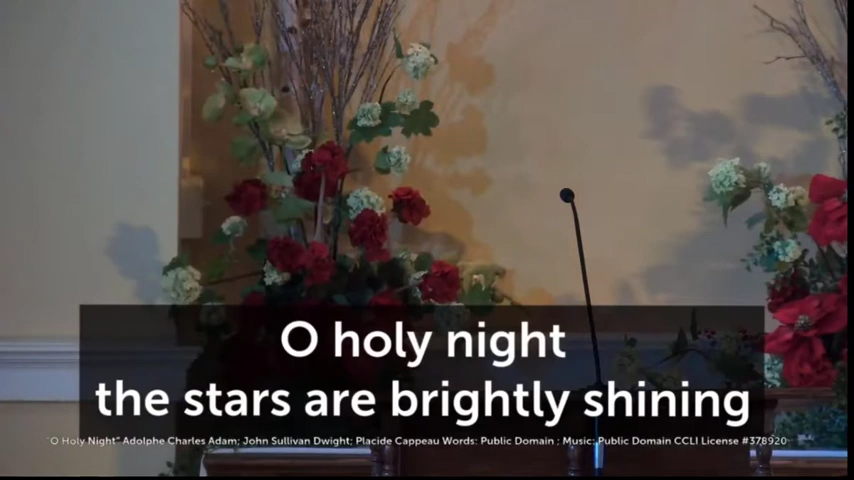 O holy night
the stars are brightly shining
"O Holy Night" Adolphe Charles Adam; John Sullivan Dwight; Placide Cappeau Words: Public Domain ; Music: Public Domain CCLI License #378920